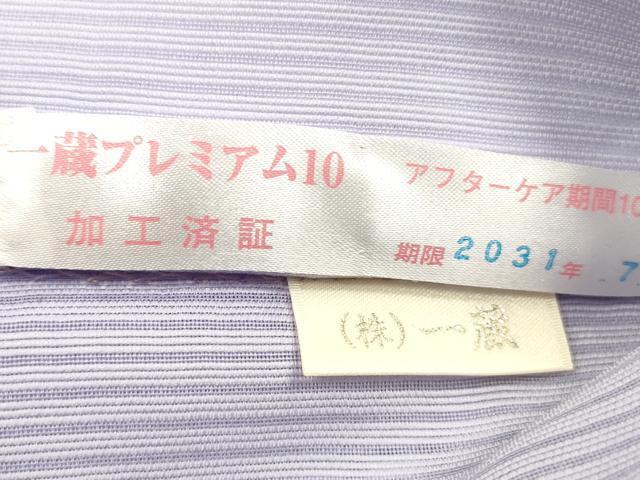 一蔵プレミアム10
加工済証
アフターケア期間10
期限 2031年 7
(株)一蔵